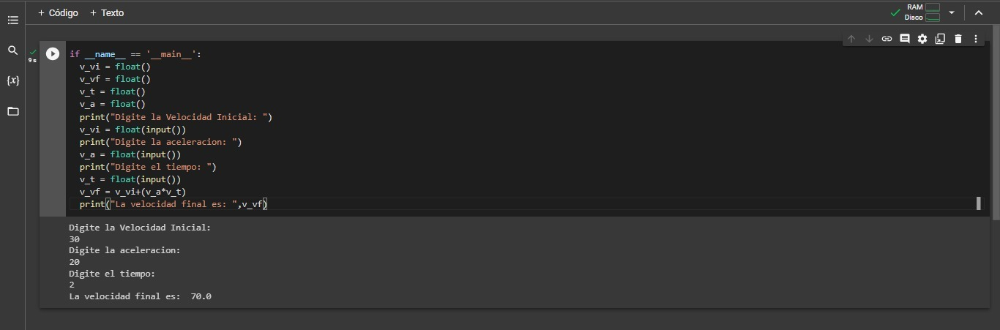 + Código + Texto
RAM
Disco
{x}
9 s
if __name__ == '__main__':
  v_vi = float()
  v_vf = float()
  v_t = float()
  v_a = float()
  print("Digite la Velocidad Inicial: ")
  v_vi = float(input())
  print("Digite la aceleracion: ")
  v_a = float(input())
  print("Digite el tiempo: ")
  v_t = float(input())
  v_vf = v_vi+(v_a*v_t)
  print("La velocidad final es: ",v_vf)
Digite la Velocidad Inicial:
30
Digite la aceleracion:
20
Digite el tiempo:
2
La velocidad final es:  70.0